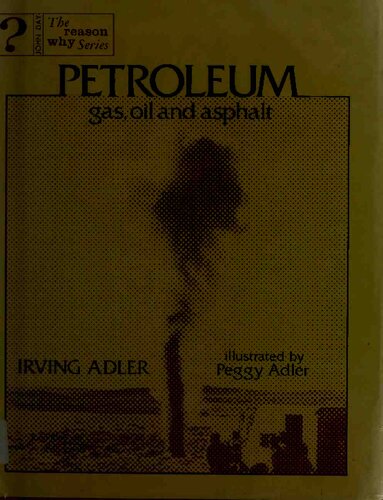 ?
JOHN DAY
The
reason
why Series
PETROLEUM
gas, oil and asphalt
IRVING ADLER
illustrated by
Peggy Adler